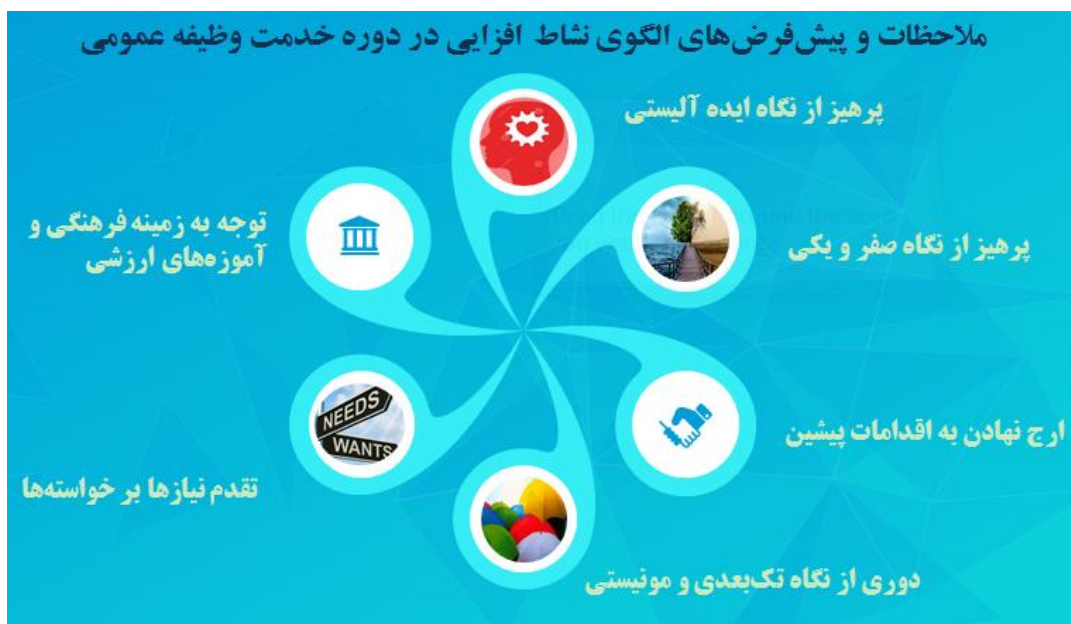 ملاحظات و پیش‌فرض‌های الگوی نشاط افزایی در دوره خدمت وظیفه عمومی
پرهیز از نگاه ایده آلیستی
پرهیز از نگاه صفر و یکی
ارج نهادن به اقدامات پیشین
دوری از نگاه تک‌بعدی و مونیستی
تقدم نیازها بر خواسته‌ها
NEEDS
WANTS
توجه به زمینه فرهنگی و
آموزه‌های ارزشی